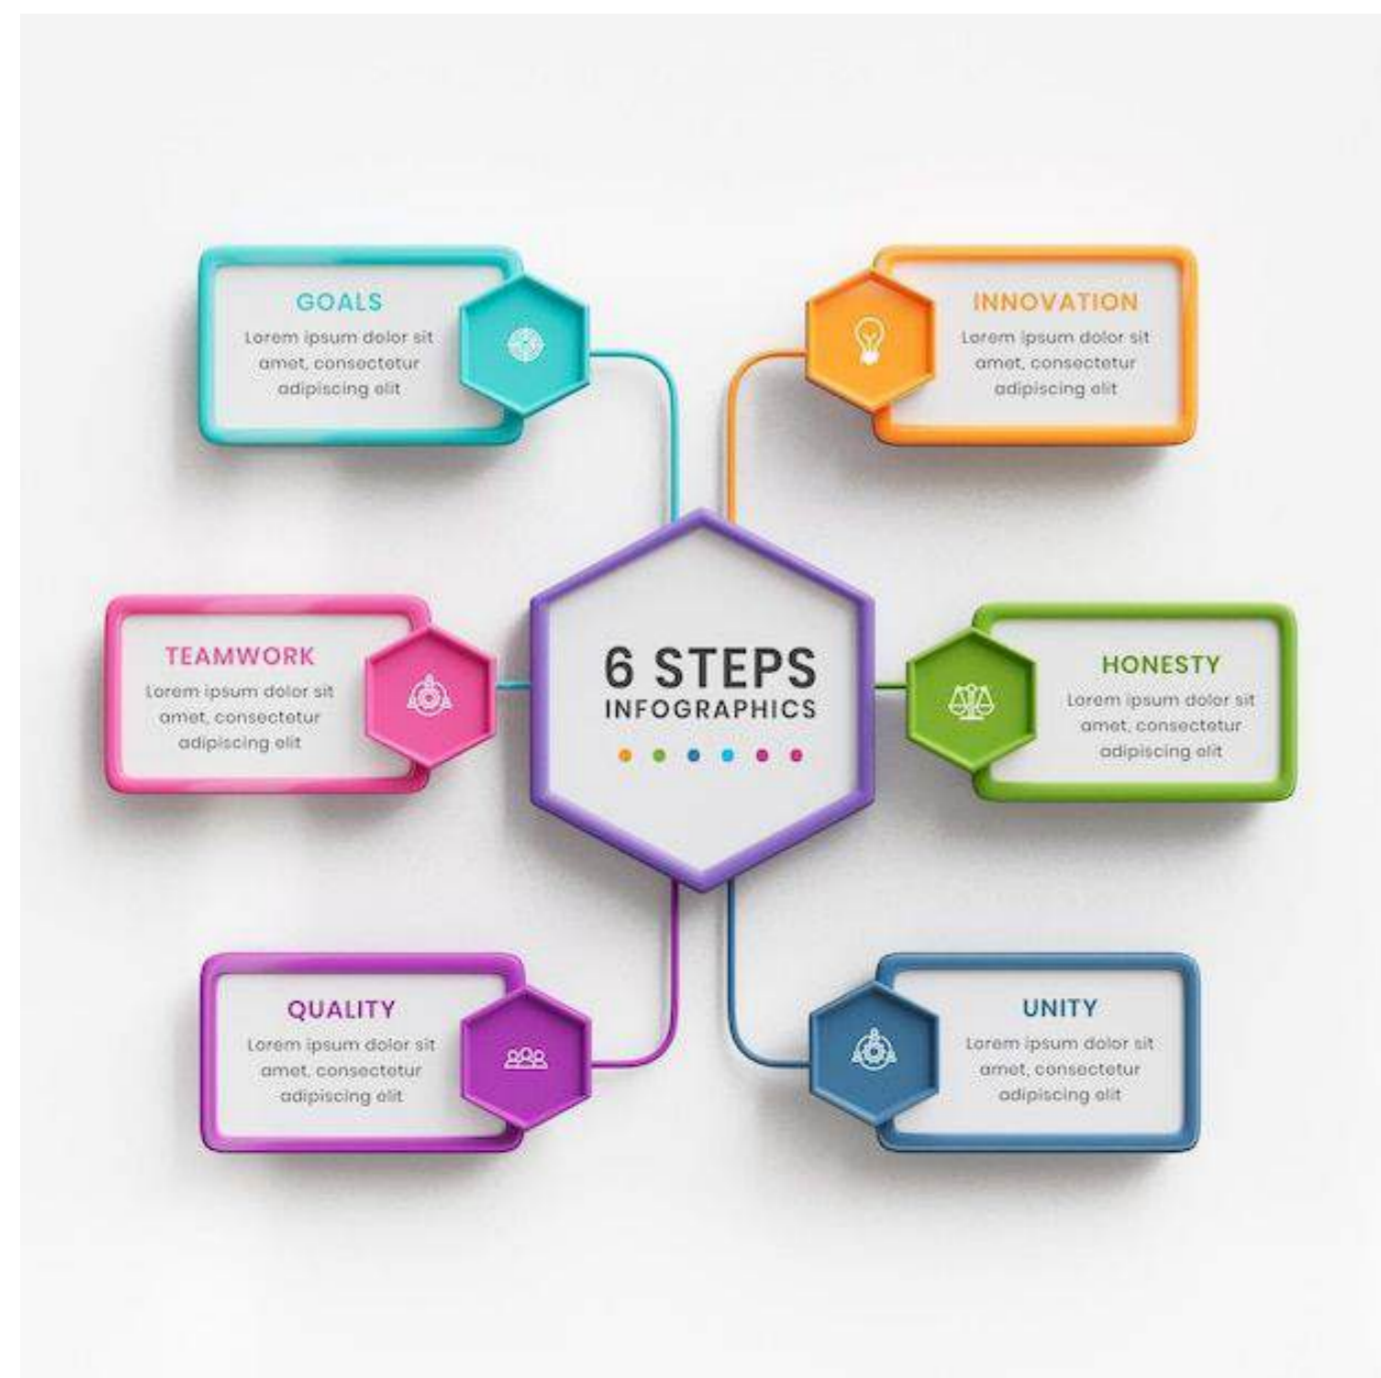 GOALS
Lorem ipsum dolor sit
amet, consectetur
adipiscing elit
INNOVATION
Lorem ipsum dolor sit
amet, consectetur
adipiscing elit
TEAMWORK
Lorem ipsum dolor sit
amet, consectetur
adipiscing elit
6 STEPS
INFOGRAPHICS
HONESTY
Lorem ipsum dolor sit
amet, consectetur
adipiscing elit
QUALITY
Lorem ipsum dolor sit
amet, consectetur
adipiscing elit
UNITY
Lorem ipsum dolor sit
amet, consectetur
adipiscing elit